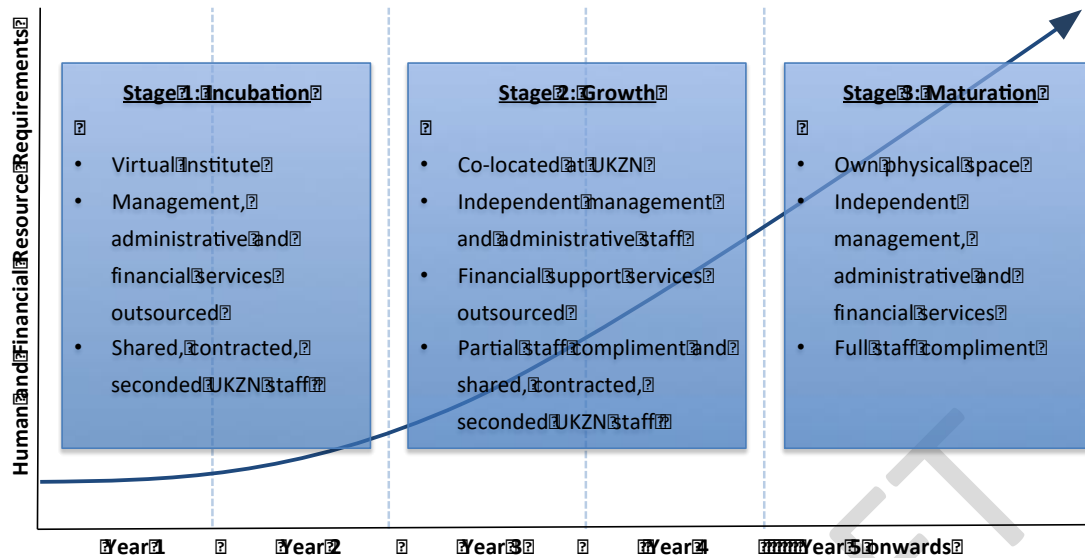 Human and Financial Resource Requirements
Stage 1: Incubation
• Virtual Institute
• Management,
administrative and
financial services
outsourced
• Shared, contracted,
seconded UKZN staff
Stage 2: Growth
• Co-located at UKZN
• Independent management
and administrative staff
• Financial support services
outsourced
• Partial staff compliment and
shared, contracted,
seconded UKZN staff
Stage 3: Maturation
• Own physical space
• Independent
management,
administrative and
financial services
• Full staff compliment
Year 1
Year 2
Year 3
Year 4
Year 5 onwards